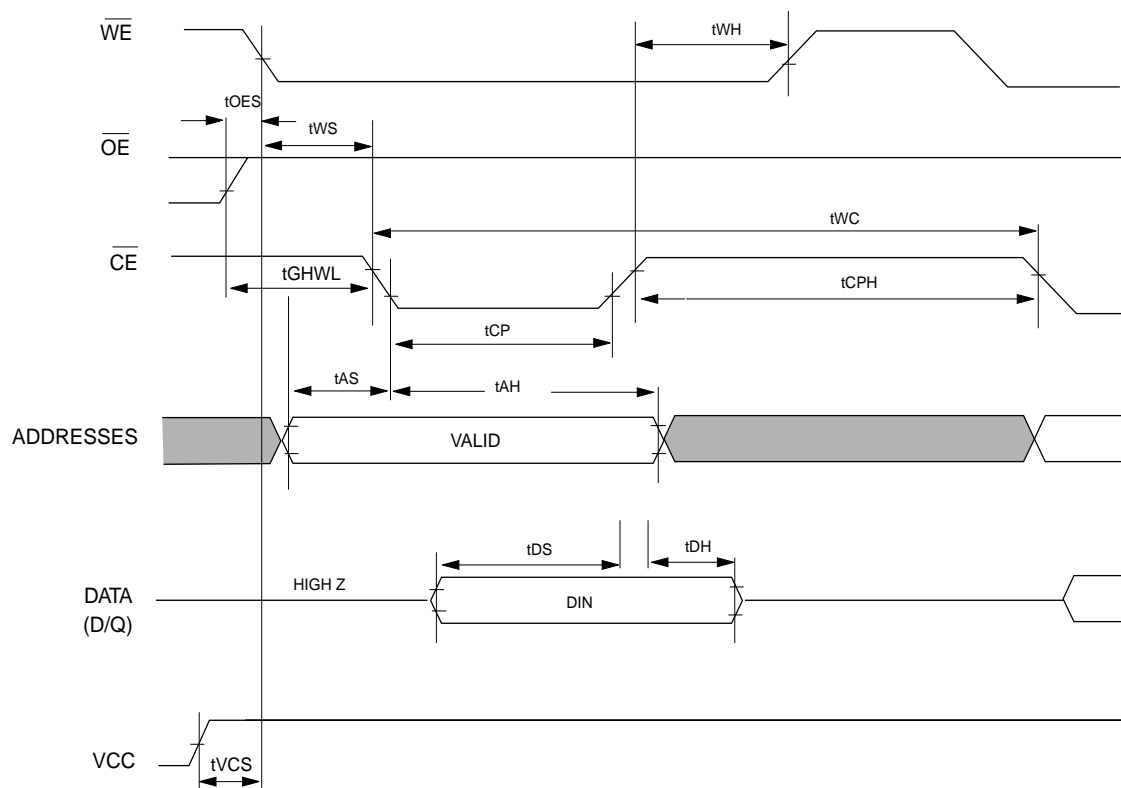 WE
tWH
tOES
tWS
OE
tWC
CE
tGHWL
tCPH
tCP
tAS
tAH
ADDRESSES
VALID
tDS
tDH
HIGH Z
DATA
(D/Q)
DIN
VCC
tVCS